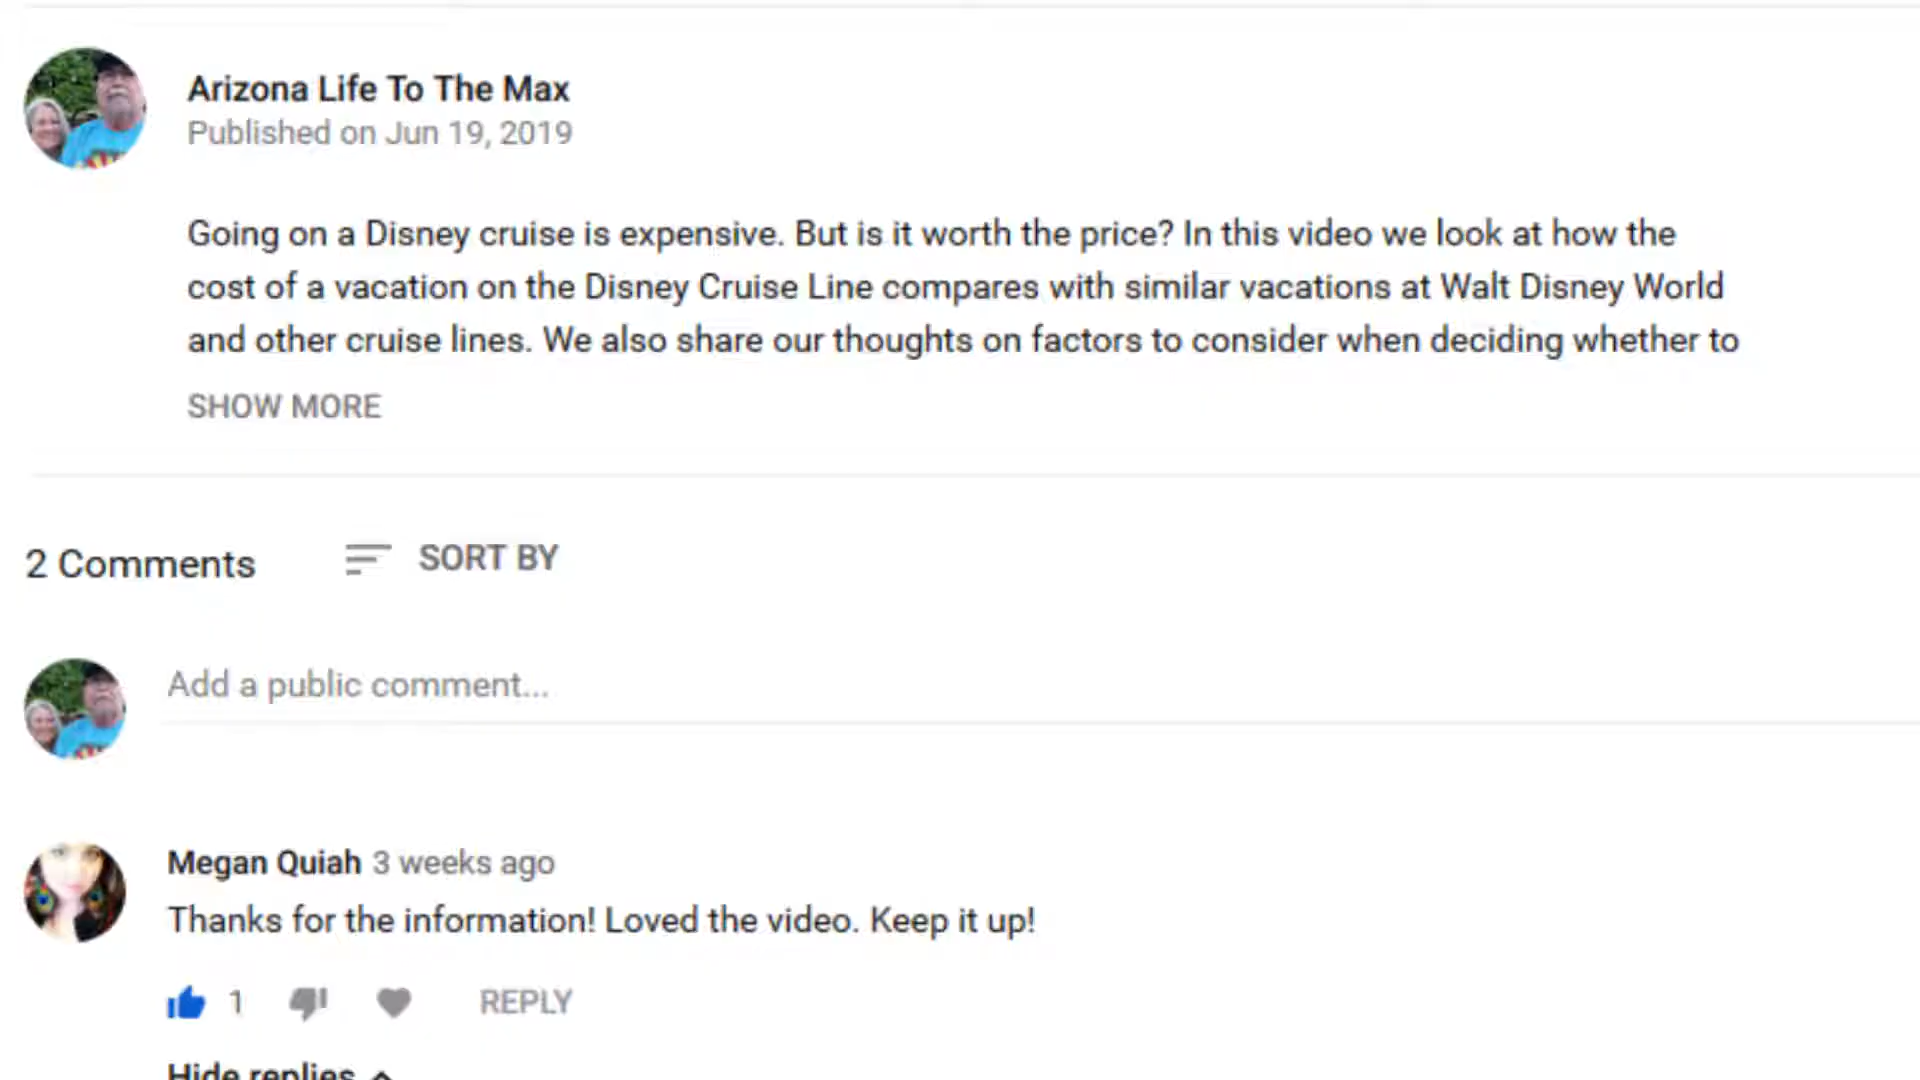 Arizona Life To The Max
Published on Jun 19, 2019
Going on a Disney cruise is expensive. But is it worth the price? In this video we look at how the
cost of a vacation on the Disney Cruise Line compares with similar vacations at Walt Disney World
and other cruise lines. We also share our thoughts on factors to consider when deciding whether to
SHOW MORE
2 Comments SORT BY
Add a public comment...
Megan Quiah 3 weeks ago
Thanks for the information! Loved the video. Keep it up!
1 REPLY
Hide replies